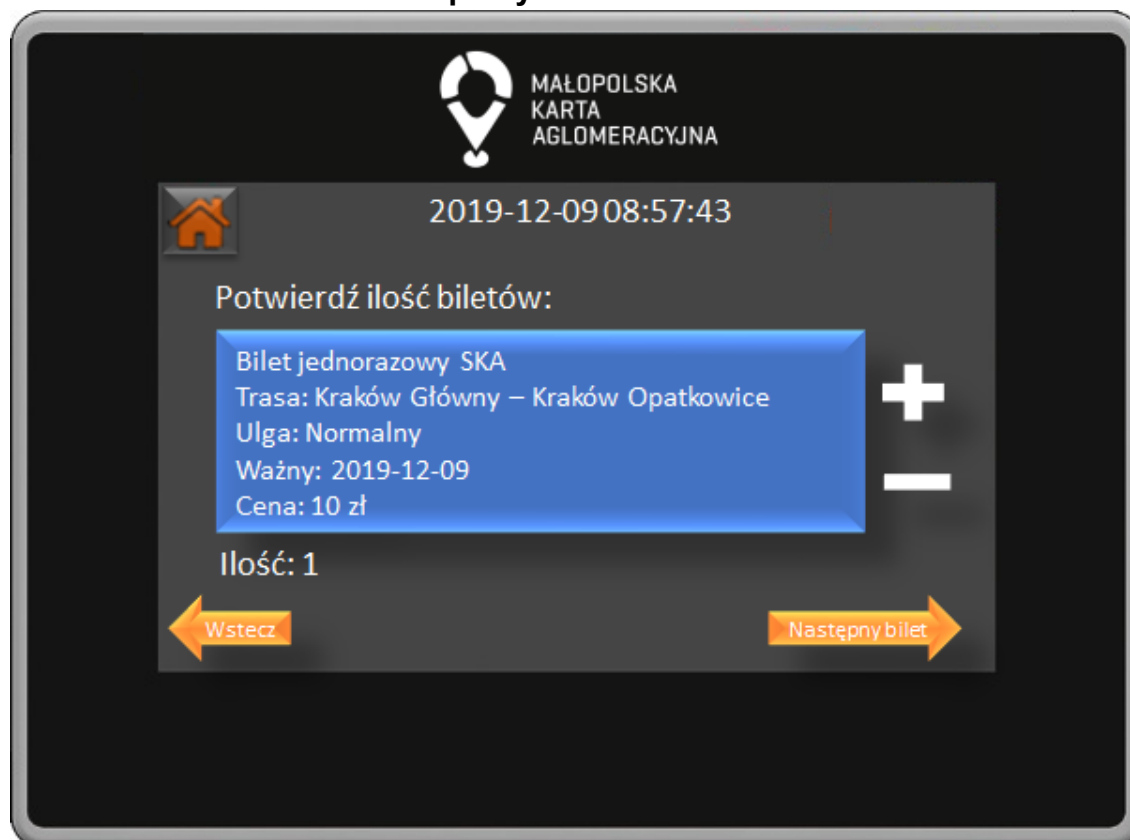 MAŁOPOLSKA
KARTA
AGLOMERACYJNA
2019-12-09 08:57:43
Potwierdź ilość biletów:
Bilet jednorazowy SKA
Trasa: Kraków Główny – Kraków Opatkowice
Ulga: Normalny
Ważny: 2019-12-09
Cena: 10 zł
Ilość: 1
Wstecz
Następny bilet